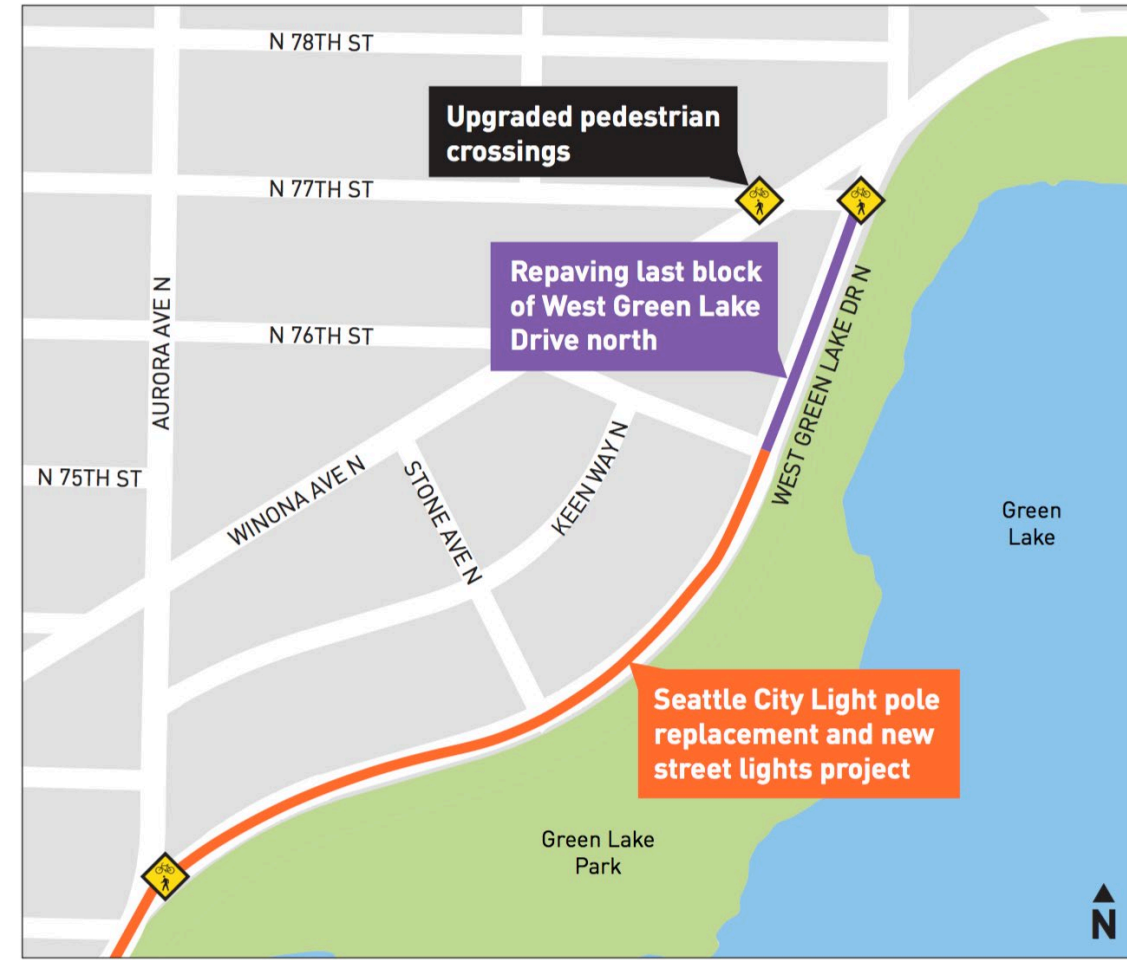 N 78TH ST
Upgraded pedestrian
crossings
N 77TH ST
Repaving last block
of West Green Lake
Drive north
AURORA AVE N
N 76TH ST
WEST GREEN LAKE DR N
N 75TH ST
WINONA AVE N
STONE AVE N
KEEN WAY N
Green
Lake
Seattle City Light pole
replacement and new
street lights project
Green Lake
Park
N